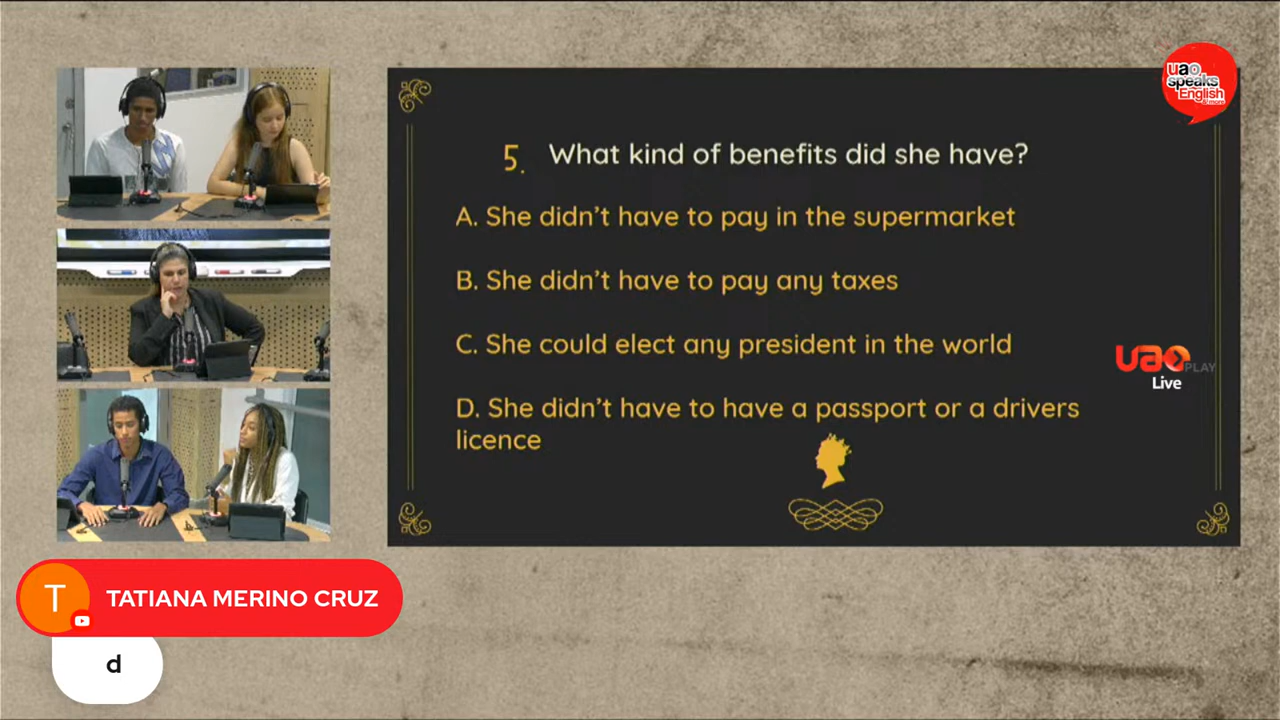 uao
speaks
English
& more
5. What kind of benefits did she have?
A. She didn't have to pay in the supermarket
B. She didn't have to pay any taxes
C. She could elect any president in the world
D. She didn't have to have a passport or a drivers
licence
uao PLAY
Live
T TATIANA MERINO CRUZ
d